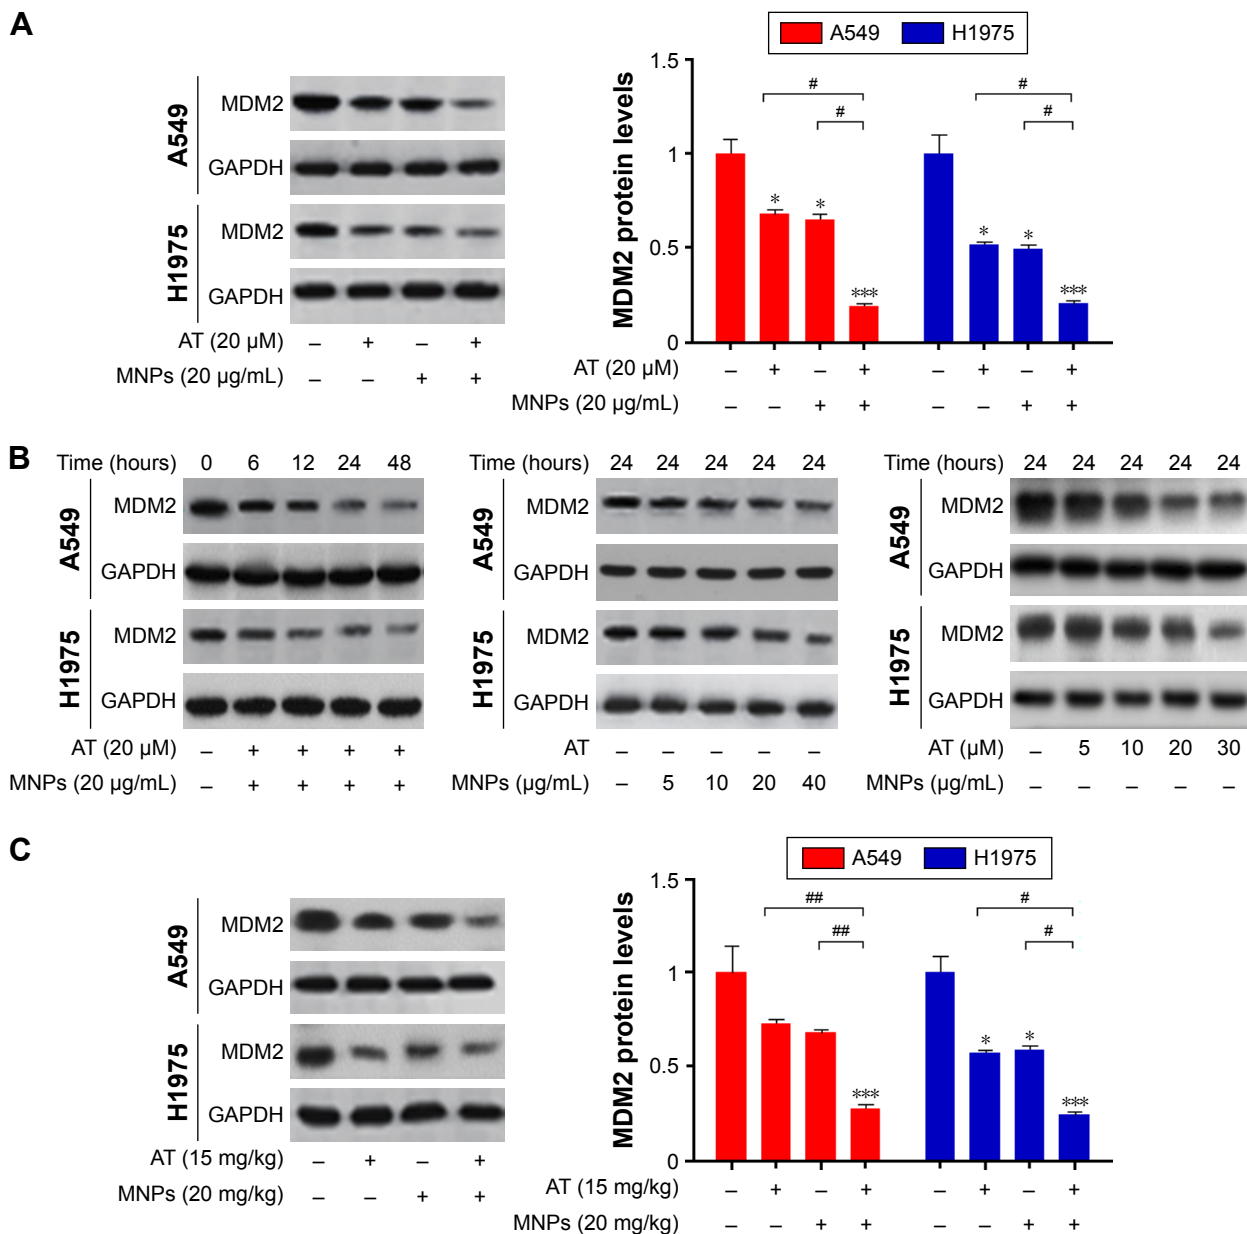 A
A549
MDM2
GAPDH
H1975
MDM2
GAPDH
AT (20 µM) – + – +
MNPs (20 µg/mL) – – + +
A549 H1975
MDM2 protein levels
1.5
1
0.5
0
# #
# #
* * *** * * ***
AT (20 µM) – + – + – + – +
MNPs (20 µg/mL) – – + + – – + +
B
Time (hours) 0 6 12 24 48
A549
MDM2
GAPDH
H1975
MDM2
GAPDH
AT (20 µM) – + + + +
MNPs (20 µg/mL) – + + + +
Time (hours) 24 24 24 24 24
A549
MDM2
GAPDH
H1975
MDM2
GAPDH
AT – – – – –
MNPs (µg/mL) – 5 10 20 40
Time (hours) 24 24 24 24 24
A549
MDM2
GAPDH
H1975
MDM2
GAPDH
AT (µM) – 5 10 20 30
MNPs (µg/mL) – – – – –
C
A549
MDM2
GAPDH
H1975
MDM2
GAPDH
AT (15 mg/kg) – + – +
MNPs (20 mg/kg) – – + +
A549 H1975
MDM2 protein levels
1.5
1
0.5
0
## #
## #
*** * * ***
AT (15 mg/kg) – + – + – + – +
MNPs (20 mg/kg) – – + + – – + +